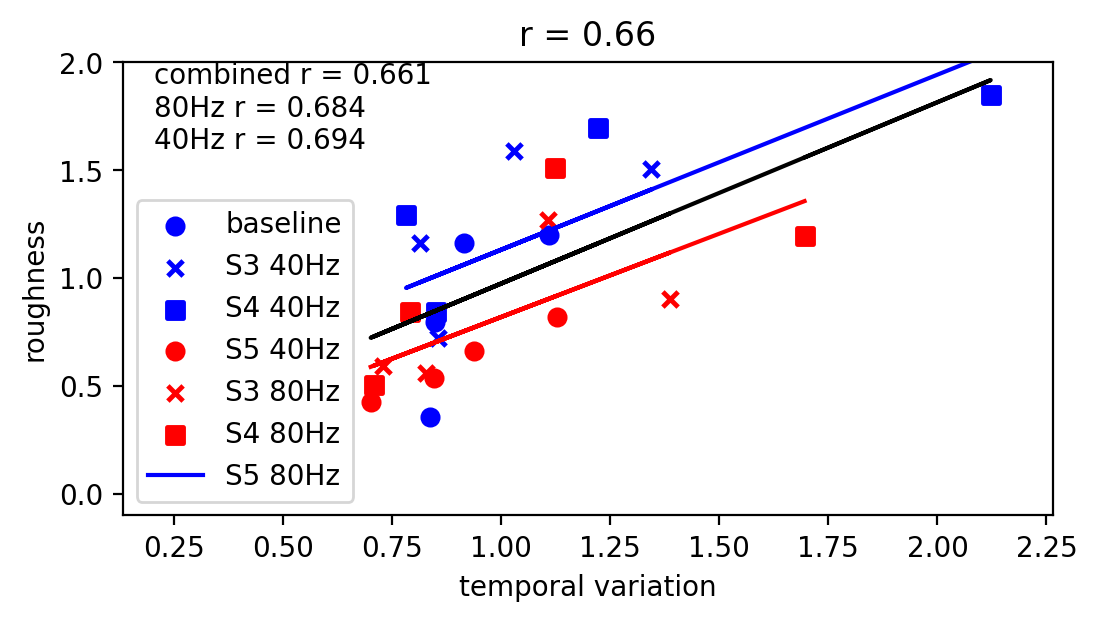 r = 0.66
combined r = 0.661
80Hz r = 0.684
40Hz r = 0.694
baseline
S3 40Hz
S4 40Hz
S5 40Hz
S3 80Hz
S4 80Hz
S5 80Hz
roughness
2.0
1.5
1.0
0.5
0.0
0.25 0.50 0.75 1.00 1.25 1.50 1.75 2.00 2.25
temporal variation